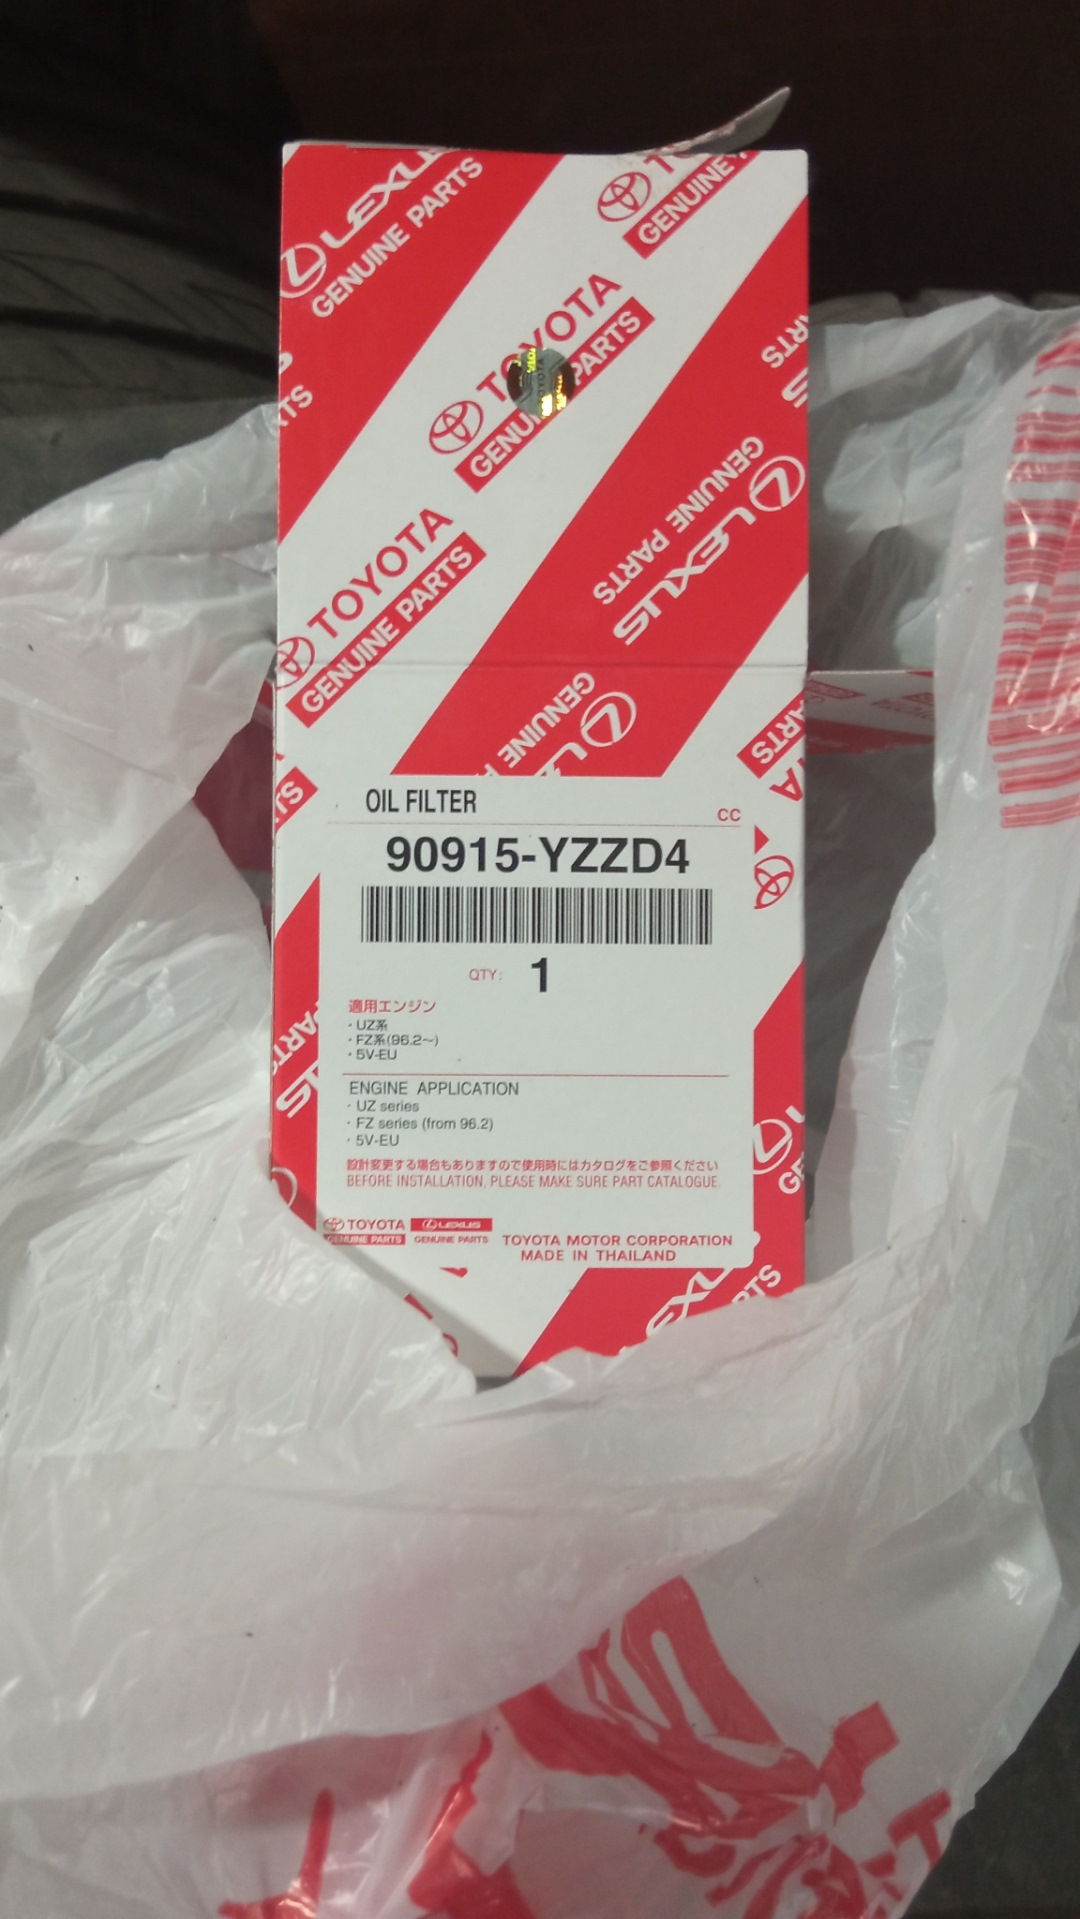 LEXUS
GENUINE PARTS
GENUINE
TOYOTA
GENUINE PARTS
PARTS
LEXUS
GENUINE PARTS
TOYOTA
GENUINE PARTS
GENUINE
PARTS
OIL FILTER
CC
90915-YZZD4
QTY: 1
適用エンジン
・UZ系
・FZ系(96.2〜)
・5V-EU
ENGINE APPLICATION
・UZ series
・FZ series (from 96.2)
・5V-EU
設計変更する場合もありますので使用時にはカタログをご参照ください
BEFORE INSTALLATION, PLEASE MAKE SURE PART CATALOGUE.
TOYOTA LEXUS
GENUINE PARTS GENUINE PARTS
TOYOTA MOTOR CORPORATION
MADE IN THAILAND